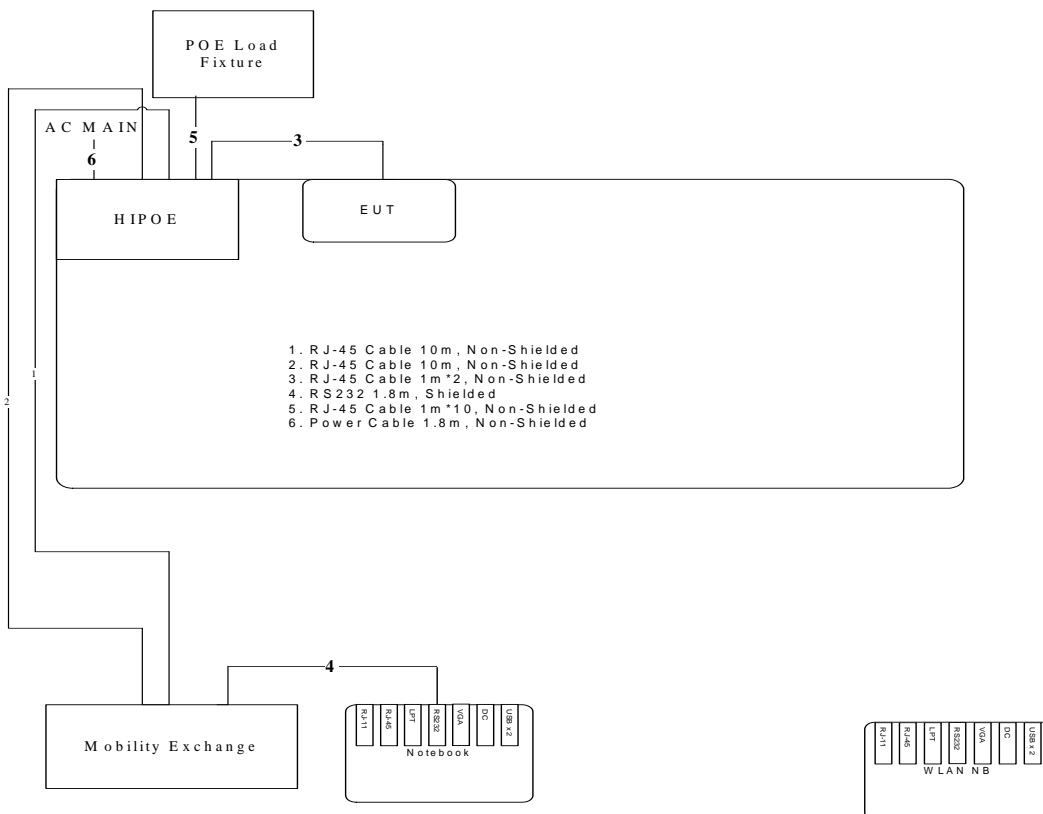 POE Load
Fixture
AC MAIN
5
3
6
HIPOE
EUT
1. RJ-45 Cable 10m, Non-Shielded
2. RJ-45 Cable 10m, Non-Shielded
3. RJ-45 Cable 1m*2, Non-Shielded
4. RS232 1.8m, Shielded
5. RJ-45 Cable 1m*10, Non-Shielded
6. Power Cable 1.8m, Non-Shielded
1
2
4
Mobility Exchange
RJ-11
RJ-45
LPT
RS232
VGA
DC
USB x2
Notebook
RJ-11
RJ-45
LPT
RS232
VGA
DC
USB x2
WLAN NB